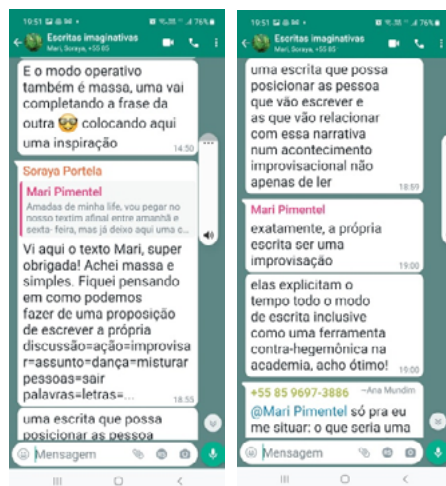 19:51
76%
Escritas imaginativas
Mari, Soraya, +55 85
E o modo operativo
também é massa, uma vai
completando a frase da
outra 🤓 colocando aqui
uma inspiração
14:50
Soraya Portela
Mari Pimentel
Amadas de minha life, vou pegar no
nosso textim afinal entre amanhã e
sexta- feira, mas já deixo aqui uma c...
Vi aqui o texto Mari, super
obrigada! Achei massa e
simples. Fiquei pensando
em como podemos
fazer de uma proposição
de escrever a própria
discussão=ação=improvisa
r=assunto=dança=misturar
pessoas=sair
palavras=letras=...
18:55
uma escrita que possa
posicionar as pessoa
Mensagem
19:51
76%
Escritas imaginativas
Mari, Soraya, +55 85
uma escrita que possa
posicionar as pessoa
que vão escrever e
as que vão relacionar
com essa narrativa
num acontecimento
improvisacional não
apenas de ler
18:59
Mari Pimentel
exatamente, a própria
escrita ser uma
improvisação
19:00
elas explicitam o
tempo todo o modo
de escrita inclusive
como uma ferramenta
contra-hegemônica na
academia, acho ótimo!
19:00
+55 85 9697-3886 ~Ana Mundim
@Mari Pimentel só pra eu
me situar: o que seria uma
Mensagem